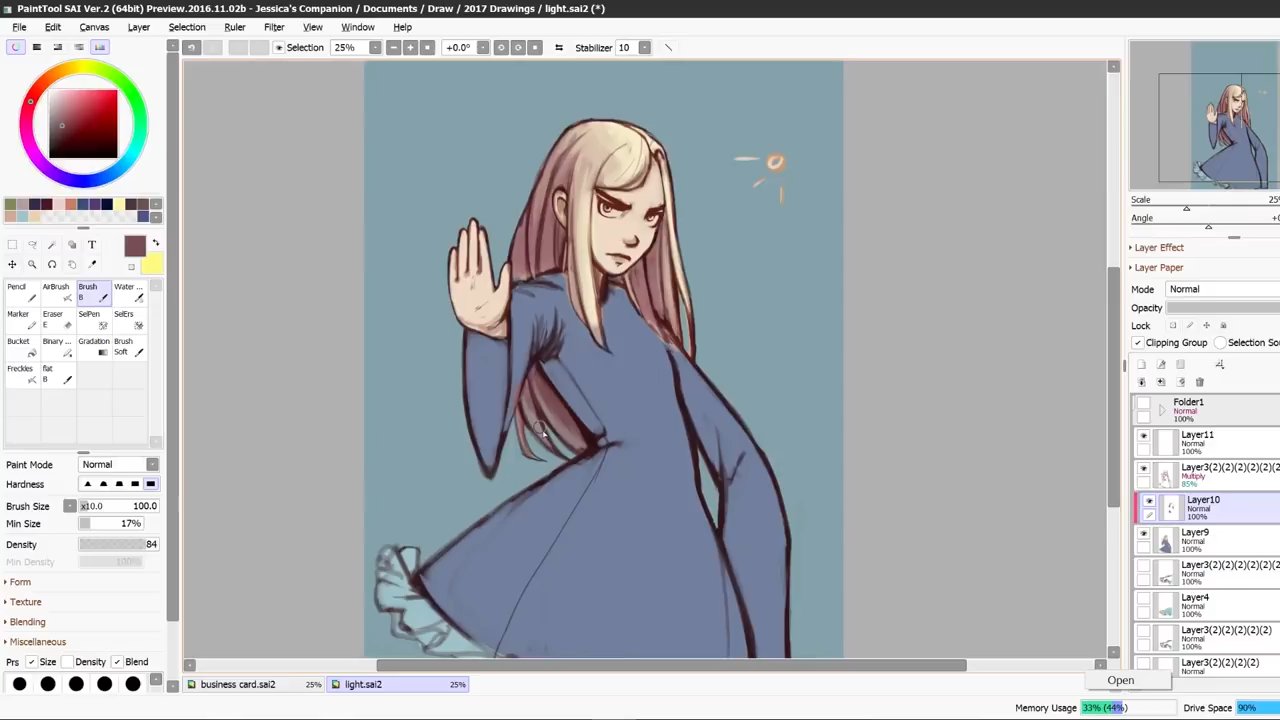 PaintTool SAI Ver.2 (64bit) Preview.2016.11.02b - Jessica's Companion / Documents / Draw / 2017 Drawings / light.sai2 (*)
File Edit Canvas Layer Selection Ruler Filter View Window Help
Selection 25% +0.0° Stabilizer 10
T
Pencil AirBrush Brush Water ...
E B
Marker Eraser SelPen SelErs
E
Bucket Binary ... Gradation Brush Soft
Freckles flat
B
Paint Mode Normal
Hardness
Brush Size x10.0 100.0
Min Size 17%
Density 84
Min Density 100%
Form
Texture
Blending
Miscellaneous
Prs Size Density Blend
business card.sai2 25% light.sai2 25%
Scale 25%
Angle +0
Layer Effect
Layer Paper
Mode Normal
Opacity
Lock
Clipping Group Selection So
Folder1
Normal
100%
Layer11
Normal
100%
Layer3(2)(2)(2)(2)(2)
Multiply
85%
Layer10
Normal
100%
Layer9
Normal
100%
Layer3(2)(2)(2)(2)(2)
Normal
100%
Layer4
Normal
100%
Layer3(2)(2)(2)(2)(2)
Normal
100%
Layer3(2)(2)(2)(2)
Normal
Open
Memory Usage 33% (44%) Drive Space 90%